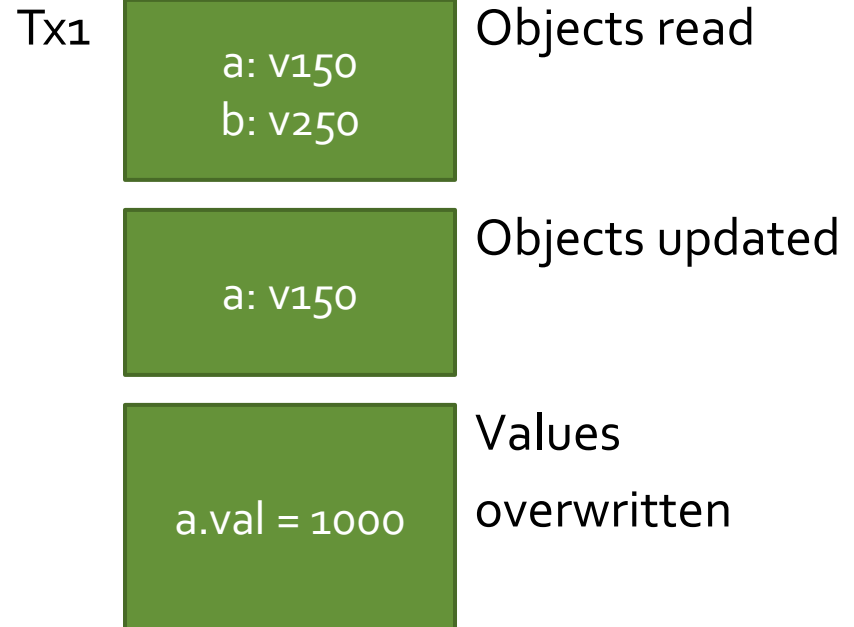 Tx1
a: v150
b: v250
Objects read
a: v150
Objects updated
a.val = 1000
Values
overwritten